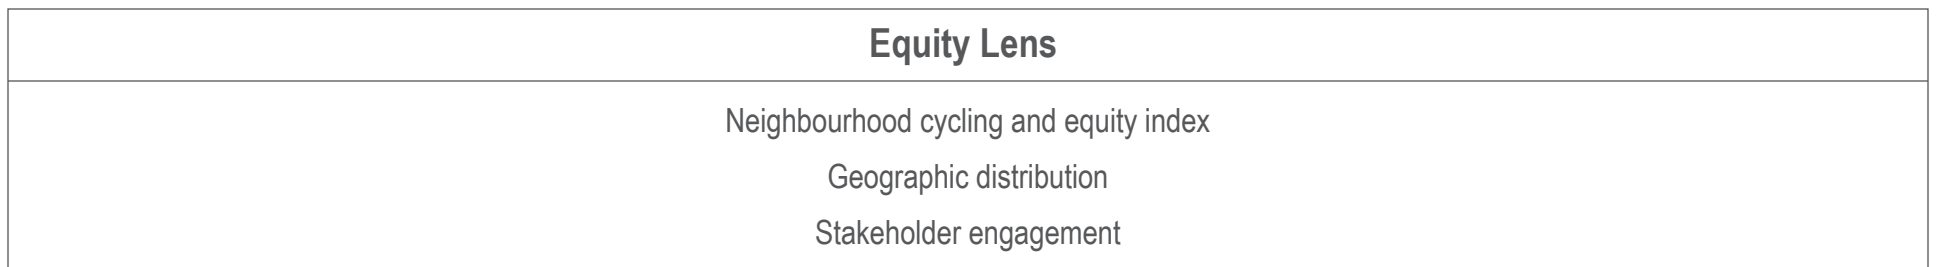 Equity Lens
Neighbourhood cycling and equity index
Geographic distribution
Stakeholder engagement